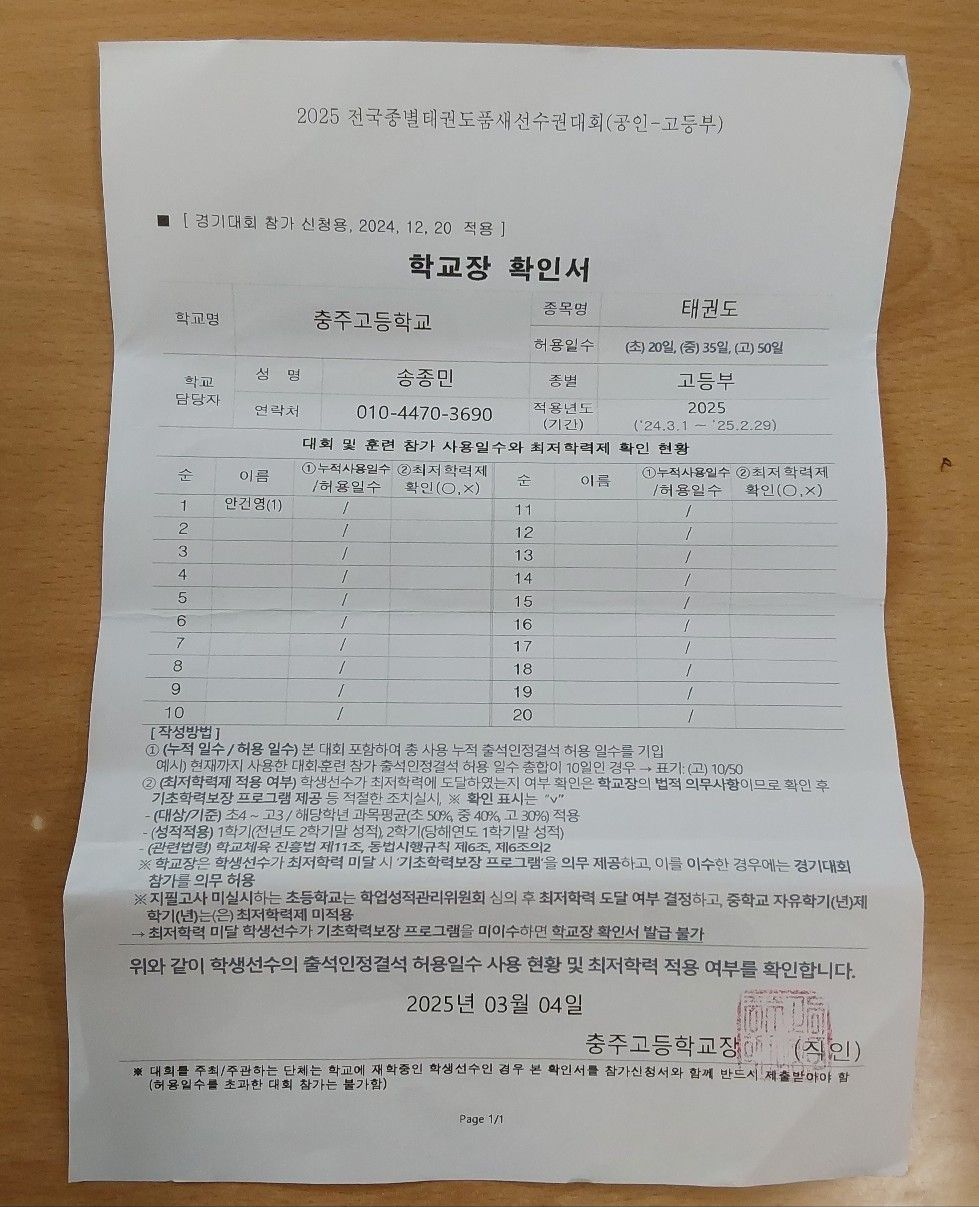 2025 전국종별태권도품새선수권대회(공인-고등부)
■ [ 경기대회 참가 신청용, 2024. 12. 20 적용 ]
학교장 확인서
학교명 충주고등학교 종목명 태권도
허용일수 (초) 20일, (중) 35일, (고) 50일
학교 담당자 성 명 송종민 종별 고등부
연락처 010-4470-3690 적용년도 (기간) 2025 ('24.3.1 ~ '25.2.29)
대회 및 훈련 참가 사용일수와 최저학력제 확인 현황
순 이름 ①누적사용일수 /허용일수 ②최저학력제 확인(○,×) 순 이름 ①누적사용일수 /허용일수 ②최저학력제 확인(○,×)
1 안건영(1) / 11 /
2 / 12 /
3 / 13 /
4 / 14 /
5 / 15 /
6 / 16 /
7 / 17 /
8 / 18 /
9 / 19 /
10 / 20 /
[ 작성방법 ]
① (누적 일수 / 허용 일수) 본 대회 포함하여 총 사용 누적 출석인정결석 허용 일수를 기입
예시) 현재까지 사용한 대회·훈련 참가 출석인정결석 허용 일수 총합이 10일인 경우 → 표기: (고) 10/50
② (최저학력제 적용 여부) 학생선수가 최저학력에 도달하였는지 여부 확인은 학교장의 법적 의무사항이므로 확인 후
기초학력보장 프로그램 제공 등 적절한 조치실시, ※ 확인 표시는 "v"
- (대상/기준) 초4 ~ 고3 / 해당학년 과목평균(초 50%, 중 40%, 고 30%) 적용
- (성적적용) 1학기(전년도 2학기말 성적), 2학기(당해연도 1학기말 성적)
- (관련법령) 학교체육 진흥법 제11조, 동법시행규칙 제6조, 제6조의2
※ 학교장은 학생선수가 최저학력 미달 시 '기초학력보장 프로그램'을 의무 제공하고, 이를 이수한 경우에는 경기대회
참가를 의무 허용
※ 지필고사 미실시하는 초등학교는 학업성적관리위원회 심의 후 최저학력 도달 여부 결정하고, 중학교 자유학기(년)제
학기(년)는(은) 최저학력제 미적용
→ 최저학력 미달 학생선수가 기초학력보장 프로그램을 미이수하면 학교장 확인서 발급 불가
위와 같이 학생선수의 출석인정결석 허용일수 사용 현황 및 최저학력 적용 여부를 확인합니다.
2025년 03월 04일
충주고등학교장 (직인)
※ 대회를 주최/주관하는 단체는 학교에 재학중인 학생선수인 경우 본 확인서를 참가신청서와 함께 반드시 제출받아야 함
(허용일수를 초과한 대회 참가는 불가함)
Page 1/1